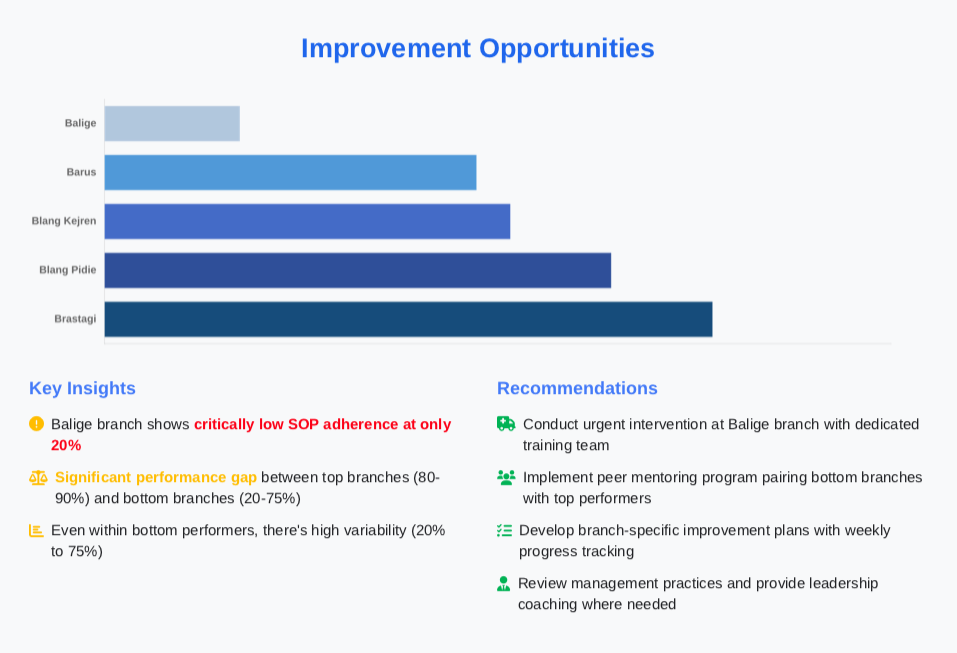 Improvement Opportunities
Balige
Barus
Blang Kejren
Blang Pidie
Brastagi
Key Insights
Balige branch shows critically low SOP adherence at only
20%
Significant performance gap between top branches (80-
90%) and bottom branches (20-75%)
Even within bottom performers, there's high variability (20%
to 75%)
Recommendations
Conduct urgent intervention at Balige branch with dedicated
training team
Implement peer mentoring program pairing bottom branches
with top performers
Develop branch-specific improvement plans with weekly
progress tracking
Review management practices and provide leadership
coaching where needed